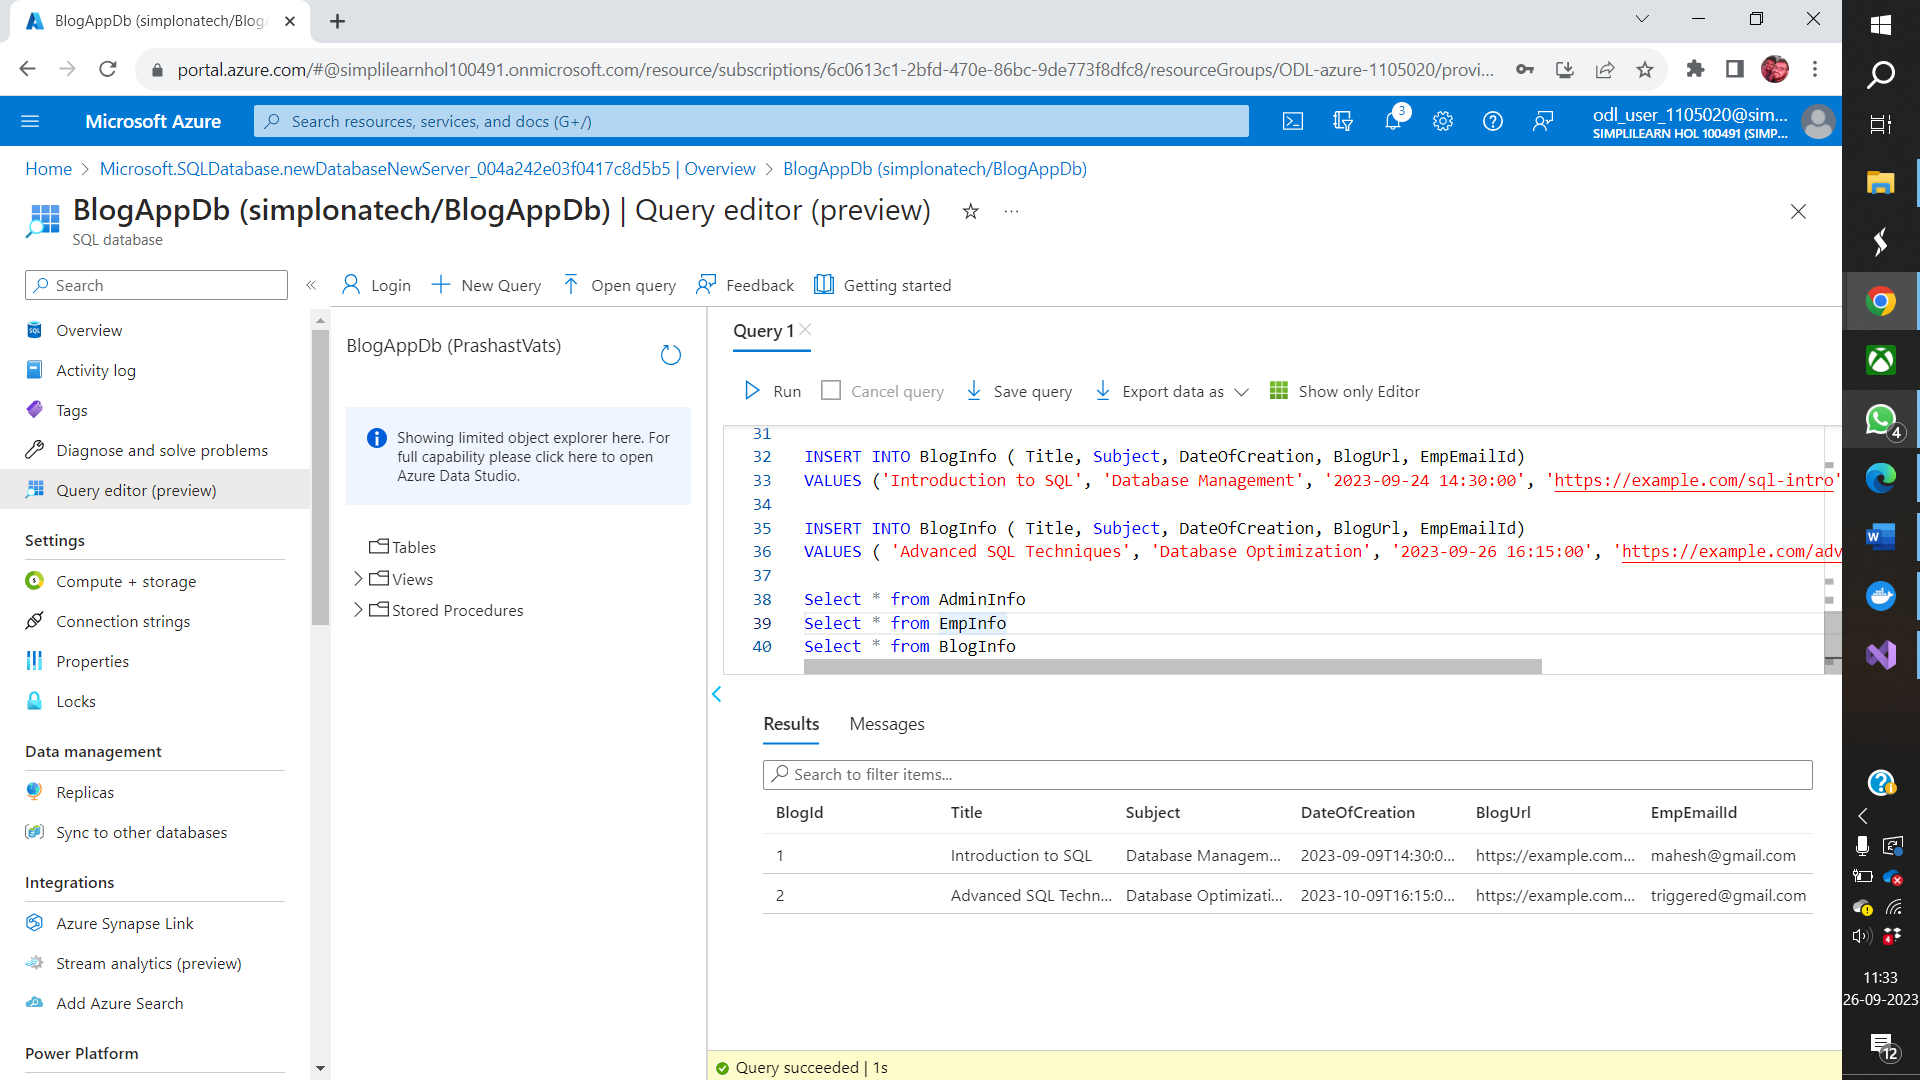 BlogAppDb (simplonatech/Blog
portal.azure.com/#@simplilearnhol100491.onmicrosoft.com/resource/subscriptions/6c0613c1-2bfd-470e-86bc-9de773f8dfc8/resourceGroups/ODL-azure-1105020/provi...
Microsoft Azure
Search resources, services, and docs (G+/)
3
odl_user_1105020@sim...
SIMPLILEARN HOL 100491 (SIMP...
Home > Microsoft.SQLDatabase.newDatabaseNewServer_004a242e03f0417c8d5b5 | Overview > BlogAppDb (simplonatech/BlogAppDb)
BlogAppDb (simplonatech/BlogAppDb) | Query editor (preview)
SQL database
Search
Overview
Activity log
Tags
Diagnose and solve problems
Query editor (preview)
Settings
Compute + storage
Connection strings
Properties
Locks
Data management
Replicas
Sync to other databases
Integrations
Azure Synapse Link
Stream analytics (preview)
Add Azure Search
Power Platform
Login
New Query
Open query
Feedback
Getting started
BlogAppDb (PrashastVats)
Showing limited object explorer here. For
full capability please click here to open
Azure Data Studio.
Tables
Views
Stored Procedures
Query 1
Run
Cancel query
Save query
Export data as
Show only Editor
31
32 INSERT INTO BlogInfo ( Title, Subject, DateOfCreation, BlogUrl, EmpEmailId)
33 VALUES ('Introduction to SQL', 'Database Management', '2023-09-24 14:30:00', 'https://example.com/sql-intro'
34
35 INSERT INTO BlogInfo ( Title, Subject, DateOfCreation, BlogUrl, EmpEmailId)
36 VALUES ( 'Advanced SQL Techniques', 'Database Optimization', '2023-09-26 16:15:00', 'https://example.com/adv
37
38 Select * from AdminInfo
39 Select * from EmpInfo
40 Select * from BlogInfo
Results
Messages
Search to filter items...
BlogId Title Subject DateOfCreation BlogUrl EmpEmailId
1 Introduction to SQL Database Managem... 2023-09-09T14:30:0... https://example.com... mahesh@gmail.com
2 Advanced SQL Techn... Database Optimizati... 2023-10-09T16:15:0... https://example.com... triggered@gmail.com
Query succeeded | 1s
4
4
11:33
26-09-2023
12